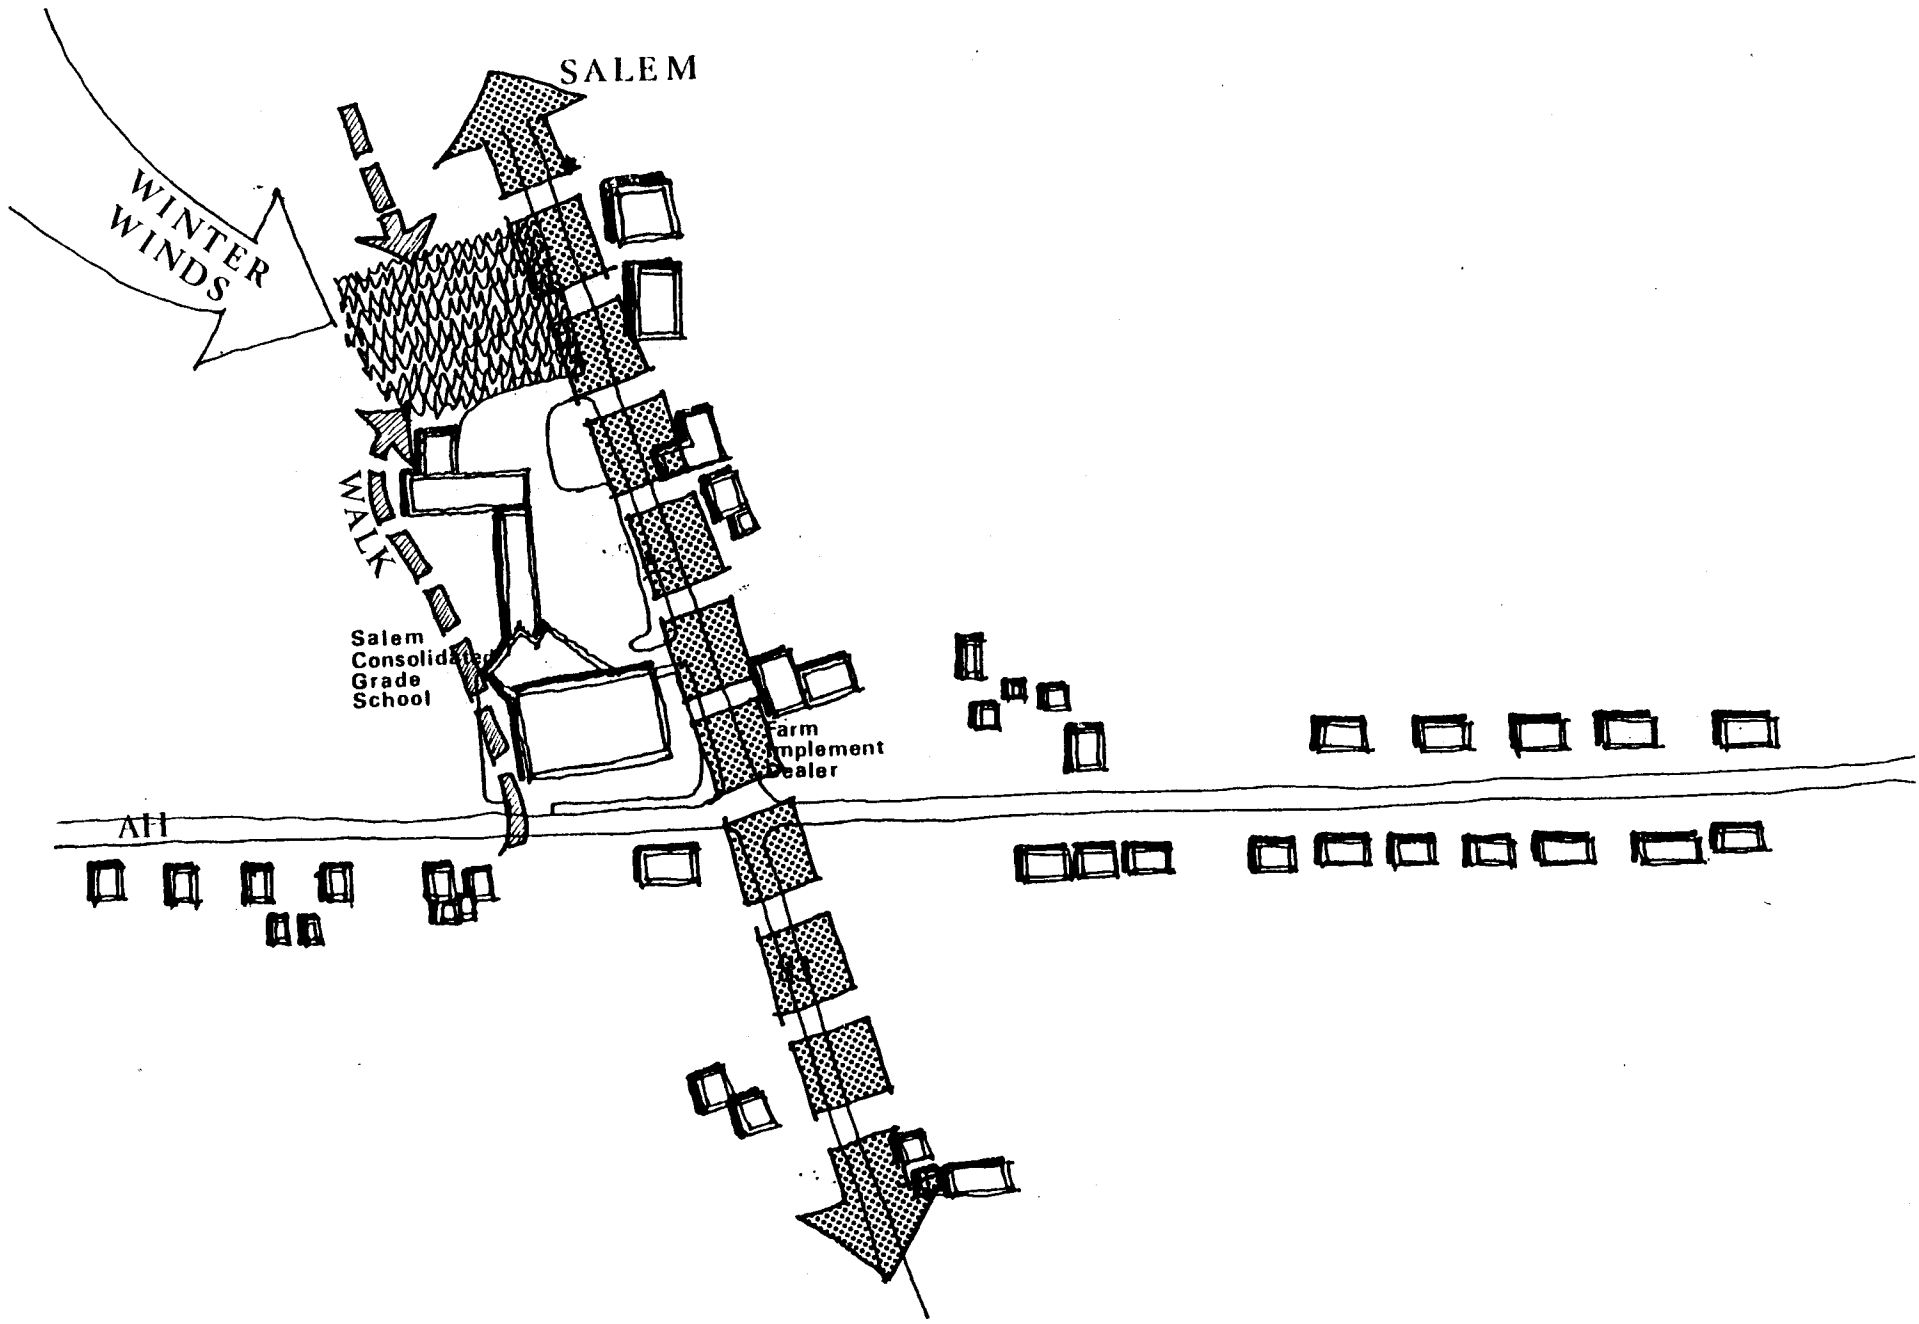 SALEM
WINTER
WINDS
WALK
Salem
Consolidated
Grade
School
Farm
Implement
Dealer
AH